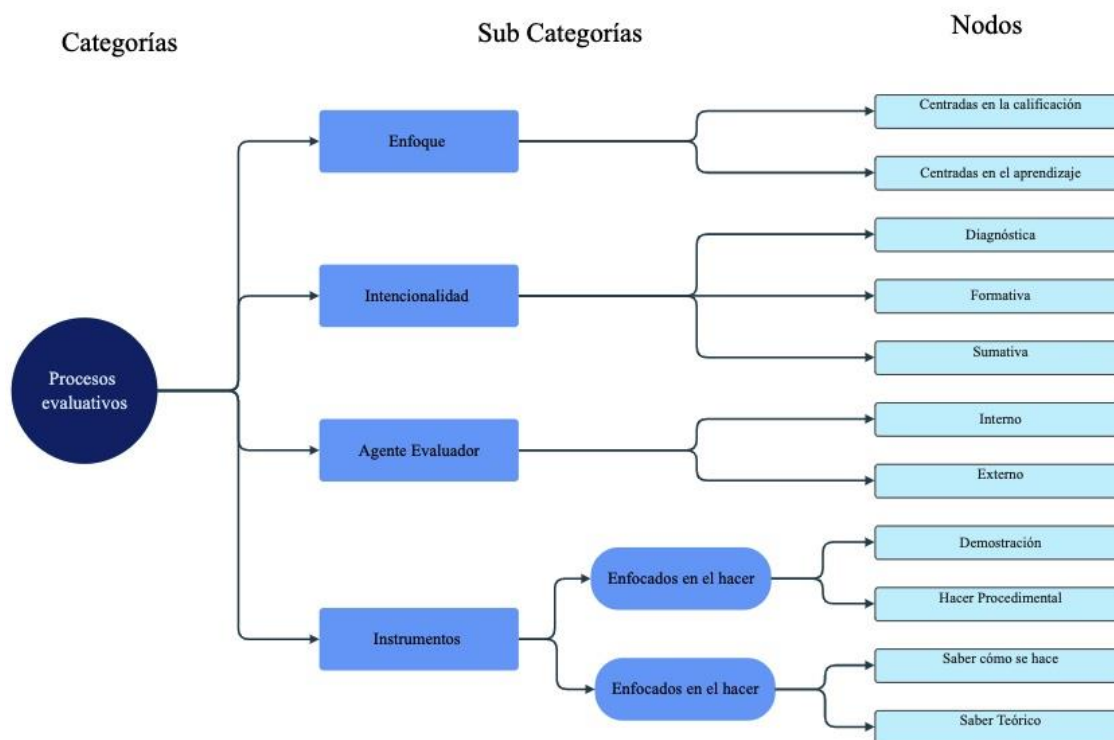 Categorías
Sub Categorías
Nodos
Procesos
evaluativos
Enfoque
Centradas en la calificación
Centradas en el aprendizaje
Intencionalidad
Diagnóstica
Formativa
Sumativa
Agente Evaluador
Interno
Externo
Instrumentos
Enfocados en el hacer
Demostración
Hacer Procedimental
Enfocados en el hacer
Saber cómo se hace
Saber Teórico